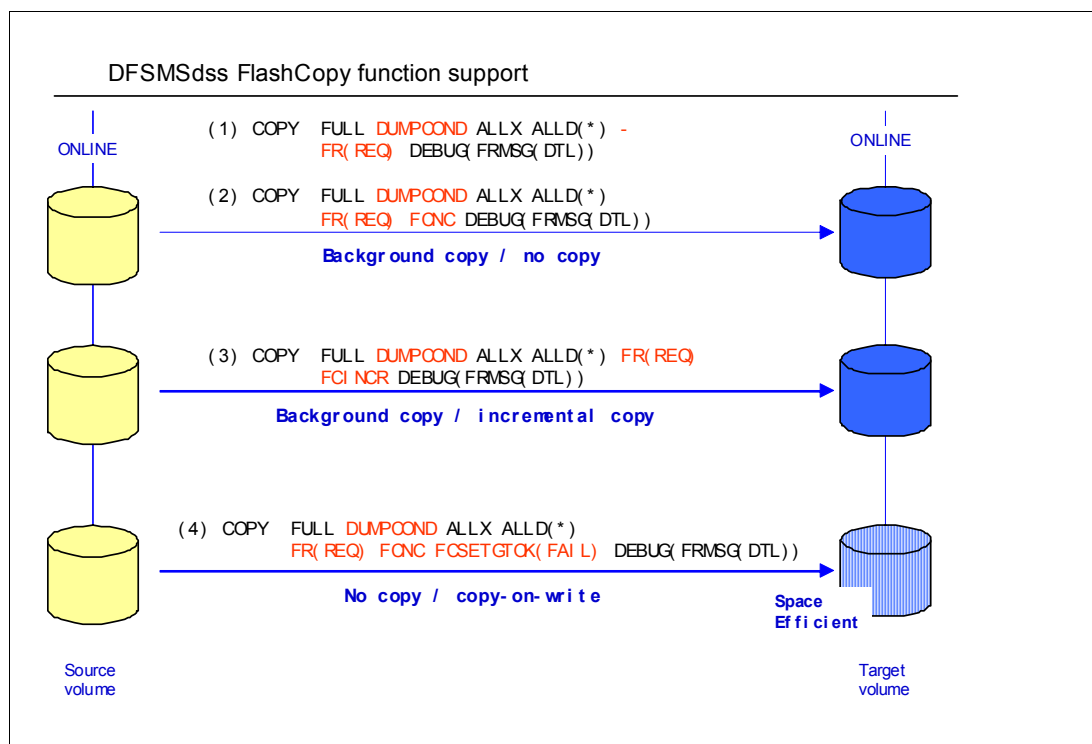 DFSMSdss FlashCopy function support
ONLINE
ONLINE
(1) COPY FULL DUMPCOND ALLX ALLD(*) -
FR(REQ) DEBUG(FRMSG(DTL))
(2) COPY FULL DUMPCOND ALLX ALLD(*)
FR(REQ) FCNC DEBUG(FRMSG(DTL))
Background copy / no copy
(3) COPY FULL DUMPCOND ALLX ALLD(*) FR(REQ)
FCINCR DEBUG(FRMSG(DTL))
Background copy / incremental copy
(4) COPY FULL DUMPCOND ALLX ALLD(*)
FR(REQ) FCNC FCSETGTOK(FAIL) DEBUG(FRMSG(DTL))
No copy / copy-on-write
Space
Efficient
Source
volume
Target
volume